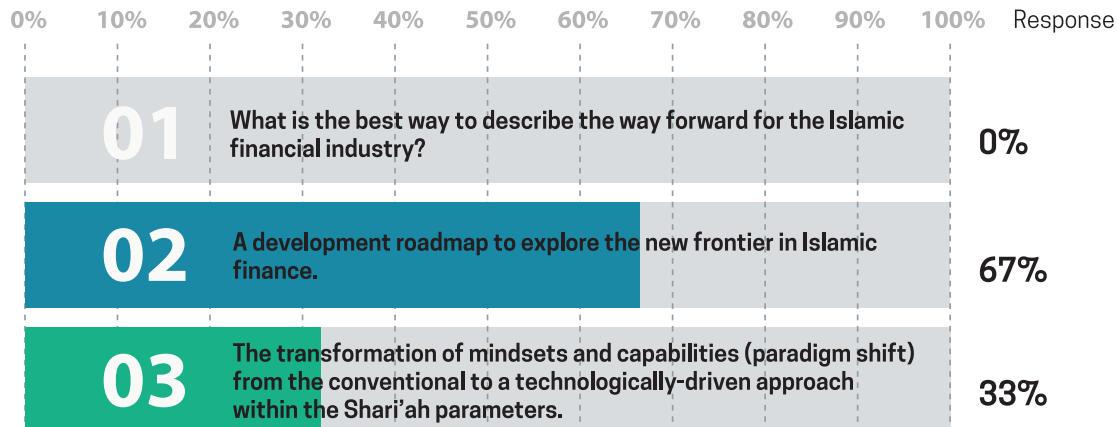 0% 10% 20% 30% 40% 50% 60% 70% 80% 90% 100% Response
01
What is the best way to describe the way forward for the Islamic
financial industry?
0%
02
A development roadmap to explore the new frontier in Islamic
finance.
67%
03
The transformation of mindsets and capabilities (paradigm shift)
from the conventional to a technologically-driven approach
within the Shari’ah parameters.
33%